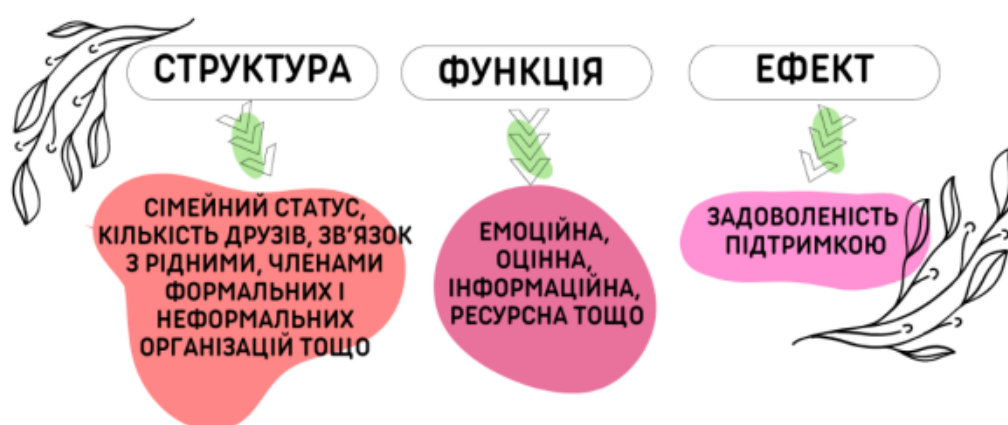 СТРУКТУРА
СІМЕЙНИЙ СТАТУС,
КІЛЬКІСТЬ ДРУЗІВ, ЗВ’ЯЗОК
З РІДНИМИ, ЧЛЕНАМИ
ФОРМАЛЬНИХ І
НЕФОРМАЛЬНИХ
ОРГАНІЗАЦІЙ ТОЩО
ФУНКЦІЯ
ЕМОЦІЙНА,
ОЦІННА,
ІНФОРМАЦІЙНА,
РЕСУРСНА ТОЩО
ЕФЕКТ
ЗАДОВОЛЕНІСТЬ
ПІДТРИМКОЮ